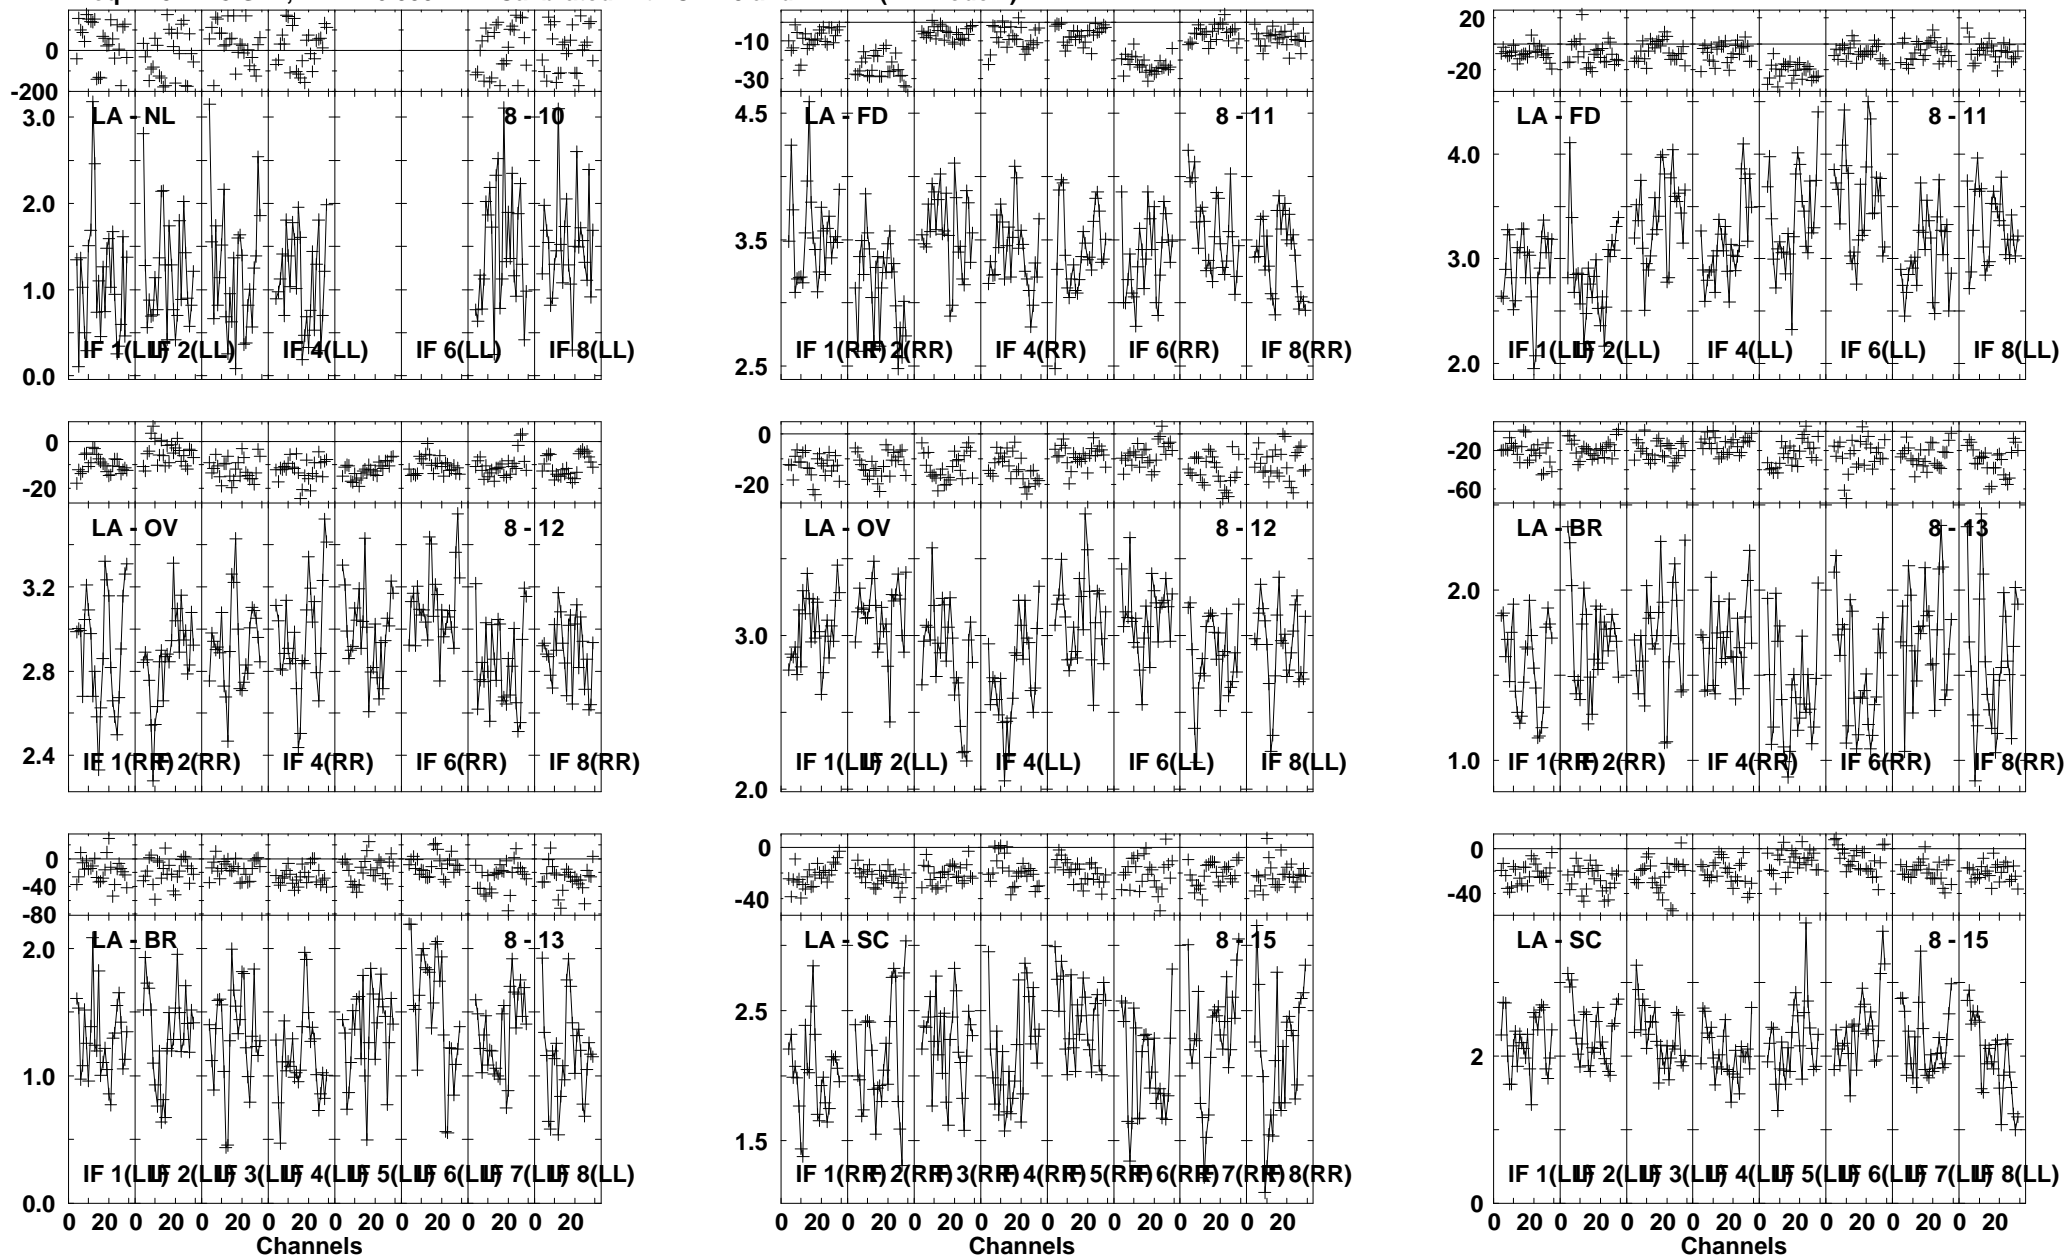 0 -10 20
-200 -30 -20
LA - NL 8 - 10 LA - FD 8 - 11 LA - FD 8 - 11
3.0 4.5 4.0
2.0 3.5 3.0
1.0
IF 1(LL) IF 2(LL) IF 4(LL) IF 6(LL) IF 8(LL) IF 1(RR) IF 2(RR) IF 4(RR) IF 6(RR) IF 8(RR) IF 1(LL) IF 2(LL) IF 4(LL) IF 6(LL) IF 8(LL)
0.0 2.5 2.0
0 0 -20
-20 -20 -60
LA - OV 8 - 12 LA - OV 8 - 12 LA - BR 8 - 13
3.2 2.0
2.8 3.0
2.4 IF 1(RR) IF 2(RR) IF 4(RR) IF 6(RR) IF 8(RR) IF 1(LL) IF 2(LL) IF 4(LL) IF 6(LL) IF 8(LL) 1.0 IF 1(RR) IF 2(RR) IF 4(RR) IF 6(RR) IF 8(RR)
2.0
0 0 0
-40 -40 -40
-80
LA - BR 8 - 13 LA - SC 8 - 15 LA - SC 8 - 15
2.0 2.5
1.0 1.5 2
IF 1(LL) IF 2(LL) IF 3(LL) IF 4(LL) IF 5(LL) IF 6(LL) IF 7(LL) IF 8(LL) IF 1(RR) IF 2(RR) IF 3(RR) IF 4(RR) IF 5(RR) IF 6(RR) IF 7(RR) IF 8(RR) IF 1(LL) IF 2(LL) IF 3(LL) IF 4(LL) IF 5(LL) IF 6(LL) IF 7(LL) IF 8(LL)
0.0 0
0 20 0 20 0 20 0 20 0 20 0 20 0 20 0 20 0 20 0 20 0 20 0 20 0 20 0 20 0 20 0 20 0 20 0 20 0 20 0 20 0 20 0 20 0 20 0 20
Channels Channels Channels